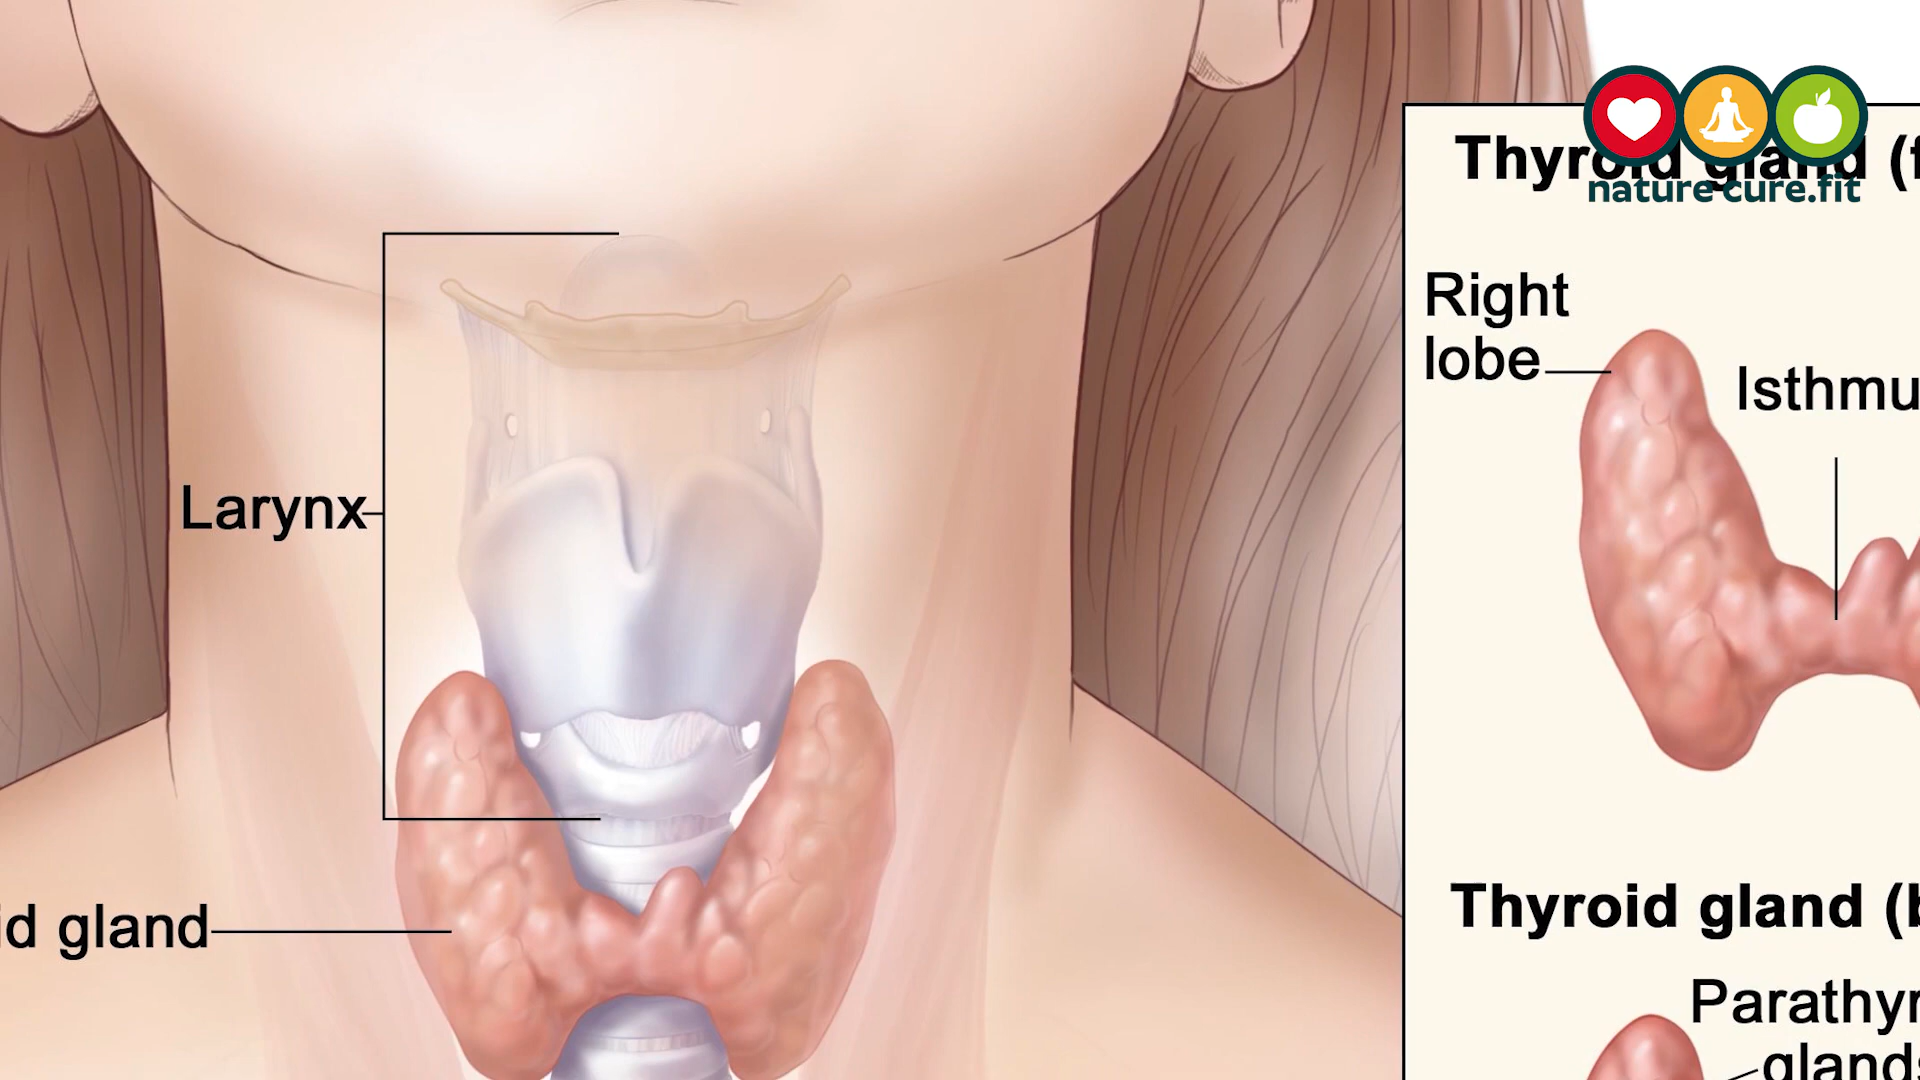 Thyroid gland (f
nature cure.fit
Right
lobe
Isthmu
Larynx
id gland
Thyroid gland (b
Parathyr
glands